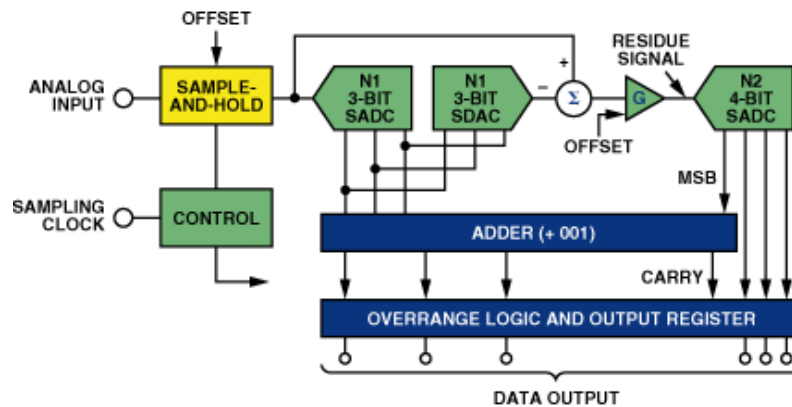 OFFSET
ANALOG
INPUT
SAMPLE-
AND-HOLD
N1
3-BIT
SADC
N1
3-BIT
SDAC
+
–
Σ
G
OFFSET
RESIDUE
SIGNAL
N2
4-BIT
SADC
MSB
SAMPLING
CLOCK
CONTROL
ADDER (+ 001)
CARRY
OVERRANGE LOGIC AND OUTPUT REGISTER
DATA OUTPUT